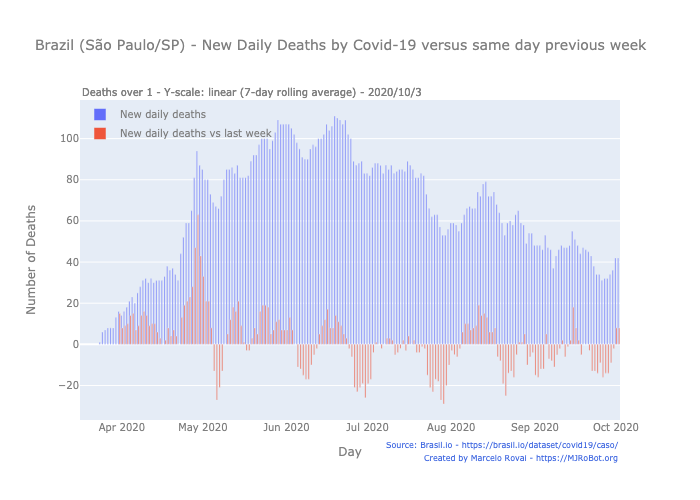 Brazil (São Paulo/SP) - New Daily Deaths by Covid-19 versus same day previous week
Deaths over 1 - Y-scale: linear (7-day rolling average) - 2020/10/3
New daily deaths
New daily deaths vs last week
100
80
60
40
20
0
−20
Number of Deaths
Apr 2020 May 2020 Jun 2020 Jul 2020 Aug 2020 Sep 2020 Oct 2020
Day
Source: Brasil.io - https://brasil.io/dataset/covid19/caso/
Created by Marcelo Rovai - https://MJRoBot.org